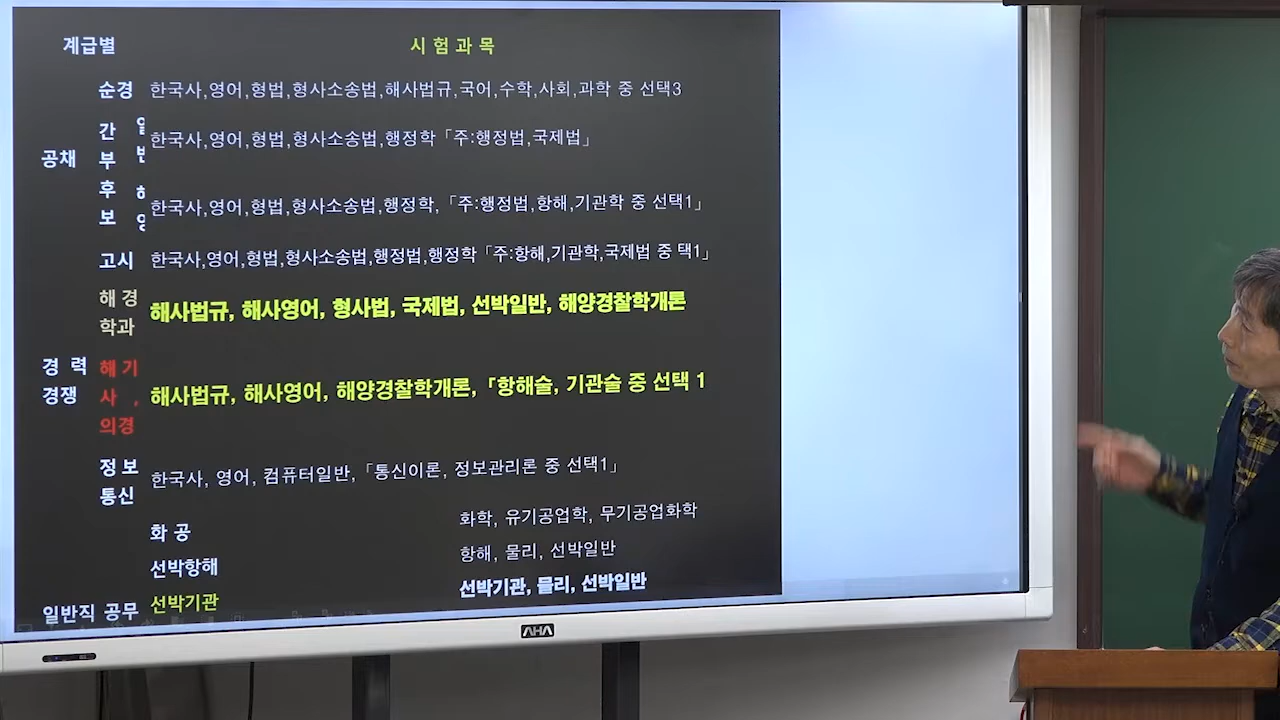 계급별 시 험 과 목
순경 한국사,영어,형법,형사소송법,해사법규,국어,수학,사회,과학 중 선택3
공채 간부후보 일반 한국사,영어,형법,형사소송법,행정학「주:행정법,국제법」
해양 한국사,영어,형법,형사소송법,행정학,「주:행정법,항해,기관학 중 선택1」
고시 한국사,영어,형법,형사소송법,행정법,행정학「주:항해,기관학,국제법 중 택1」
해 경
학과 해사법규, 해사영어, 형사법, 국제법, 선박일반, 해양경찰학개론
경 력
경쟁
해 기
사 ,
의경 해사법규, 해사영어, 해양경찰학개론,「항해술, 기관술 중 선택 1
정 보
통신 한국사, 영어, 컴퓨터일반,「통신이론, 정보관리론 중 선택1」
화 공 화학, 유기공업학, 무기공업화학
선박항해 항해, 물리, 선박일반
일반직 공무 선박기관 선박기관, 물리, 선박일반
AHA